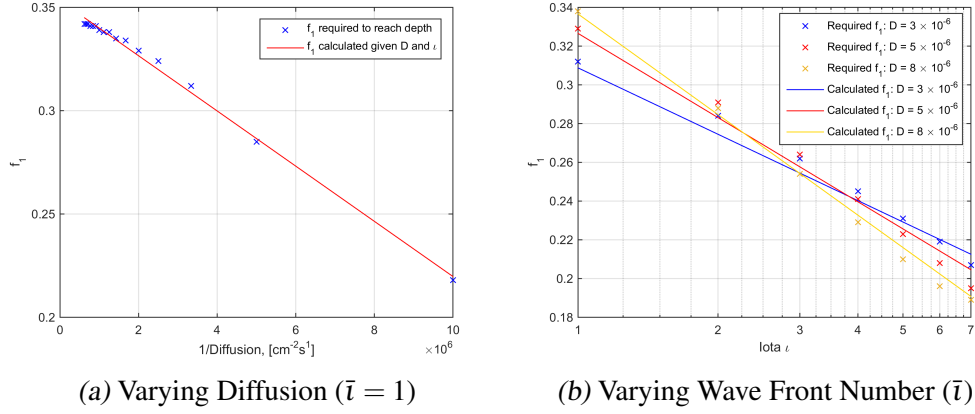 0.35
0.3
0.25
0.2
f₁
0 2 4 6 8 10
×10⁶
1/Diffusion, [cm⁻²s¹]
f₁ required to reach depth
f₁ calculated given D and ι
(a) Varying Diffusion (ῑ = 1)
0.34
0.32
0.3
0.28
0.26
0.24
0.22
0.2
0.18
f₁
1 2 3 4 5 6 7
Iota ι
Required f₁: D = 3 × 10⁻⁶
Required f₁: D = 5 × 10⁻⁶
Required f₁: D = 8 × 10⁻⁶
Calculated f₁: D = 3 × 10⁻⁶
Calculated f₁: D = 5 × 10⁻⁶
Calculated f₁: D = 8 × 10⁻⁶
(b) Varying Wave Front Number (ῑ)